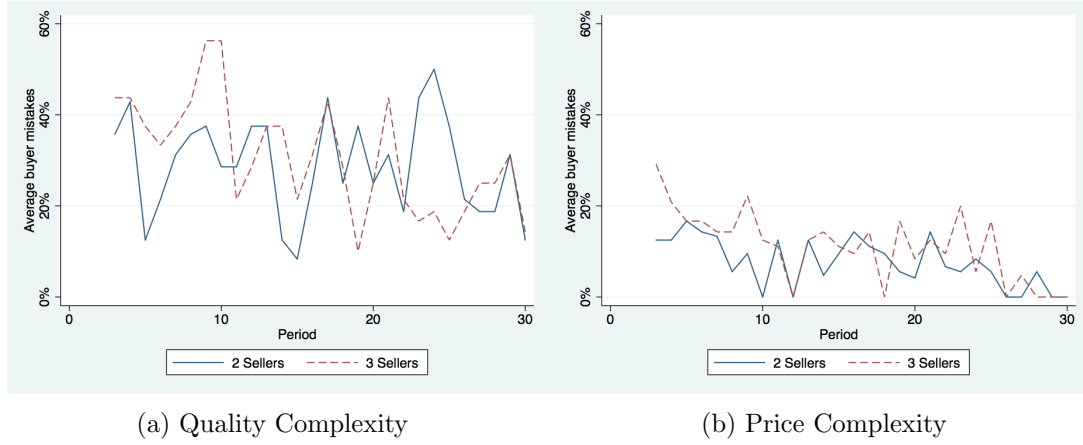 Average buyer mistakes
60%
40%
20%
0%
0
10
20
30
Period
2 Sellers
3 Sellers
(a) Quality Complexity
Average buyer mistakes
60%
40%
20%
0%
0
10
20
30
Period
2 Sellers
3 Sellers
(b) Price Complexity